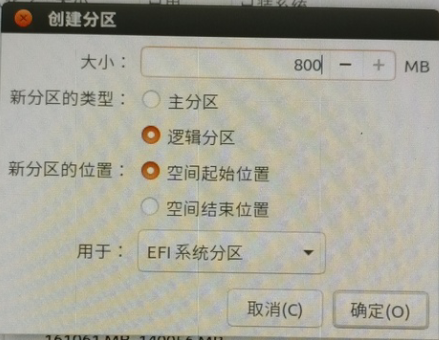 创建分区
大小： 800 MB
新分区的类型： 主分区
逻辑分区
新分区的位置： 空间起始位置
空间结束位置
用于： EFI 系统分区
取消(C) 确定(O)